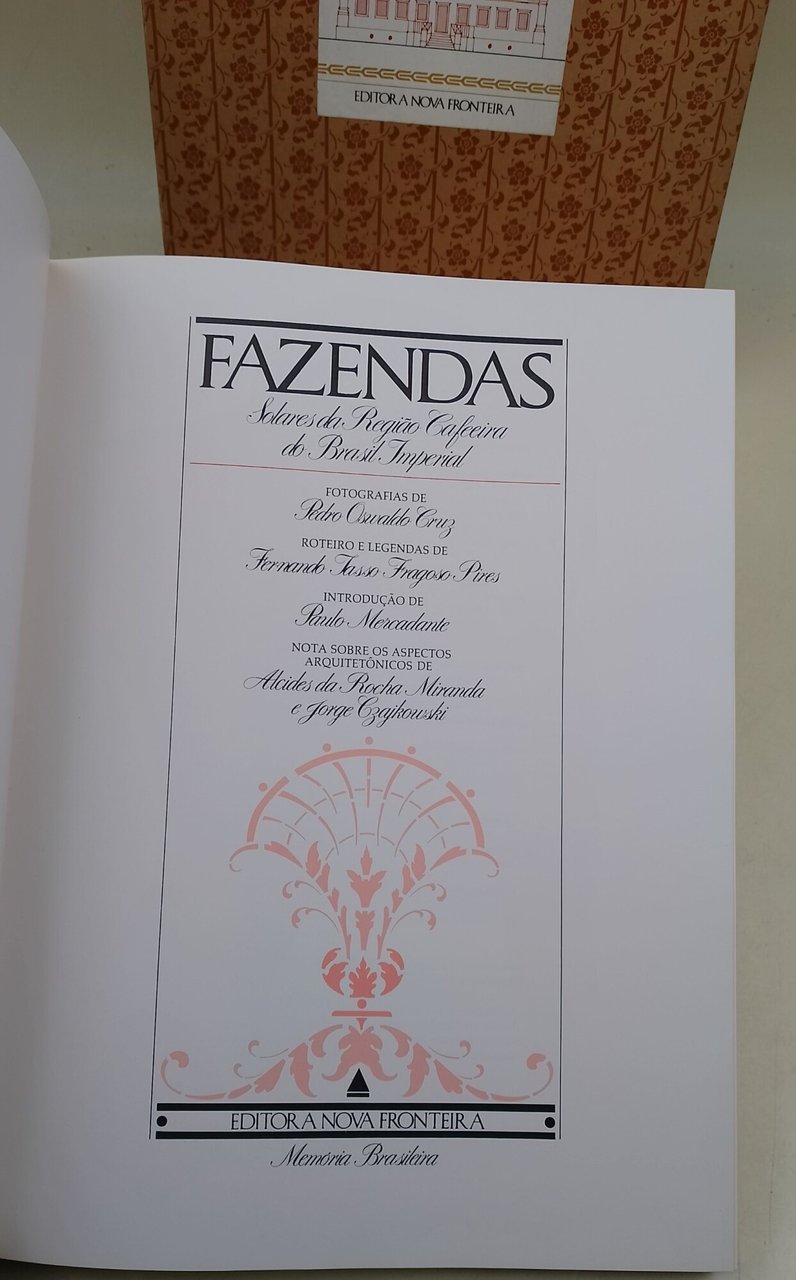 EDITORA NOVA FRONTEIRA
FAZENDAS
Solares da Região Cafeeira
do Brasil Imperial
FOTOGRAFIAS DE
Pedro Oswaldo Cruz
ROTEIRO E LEGENDAS DE
Fernando Tasso Fragoso Pires
INTRODUÇÃO DE
Paulo Mercadante
NOTA SOBRE OS ASPECTOS
ARQUITETÔNICOS DE
Alcides da Rocha Miranda
e Jorge Czajkowski
EDITORA NOVA FRONTEIRA
Memória Brasileira